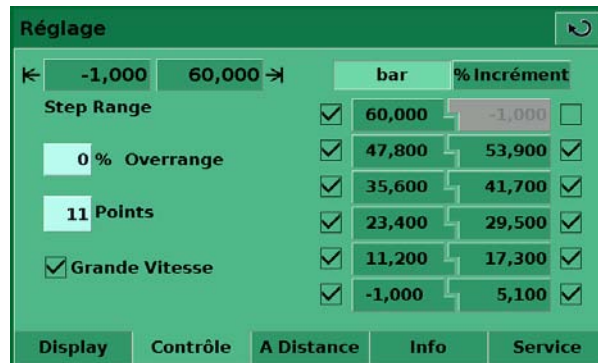 Réglage
-1,000 60,000 bar % Incrément
Step Range 60,000 -1,000
0 % Overrange 47,800 53,900
35,600 41,700
11 Points 23,400 29,500
Grande Vitesse 11,200 17,300
-1,000 5,100
Display Contrôle A Distance Info Service